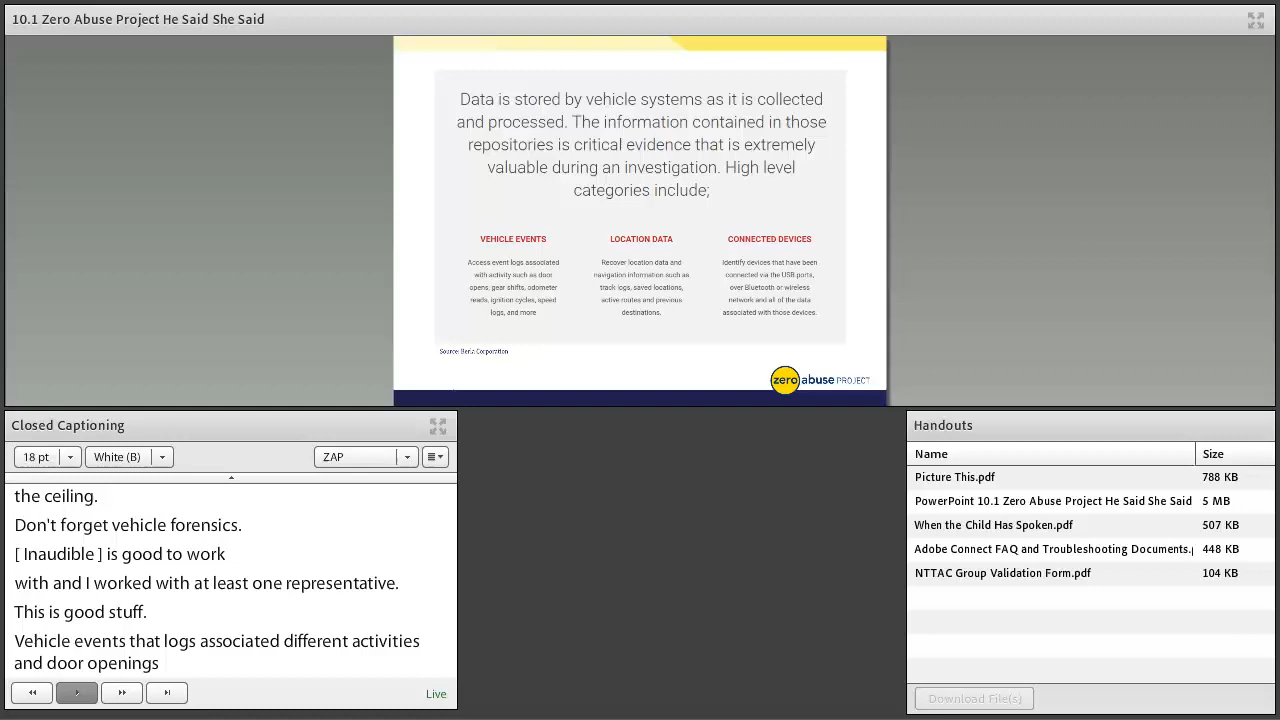 10.1 Zero Abuse Project He Said She Said
Data is stored by vehicle systems as it is collected
and processed. The information contained in those
repositories is critical evidence that is extremely
valuable during an investigation. High level
categories include;
VEHICLE EVENTS
Access event logs associated
with activity such as door
opens, gear shifts, odometer
reads, ignition cycles, speed
logs, and more
LOCATION DATA
Recover location data and
navigation information such as
track logs, saved locations,
active routes and previous
destinations.
CONNECTED DEVICES
Identify devices that have been
connected via the USB ports,
over Bluetooth or wireless
network and all of the data
associated with those devices.
Source: Berla Corporation
zero abuse PROJECT
Closed Captioning
18 pt White (B) ZAP
the ceiling.
Don't forget vehicle forensics.
[ Inaudible ] is good to work
with and I worked with at least one representative.
This is good stuff.
Vehicle events that logs associated different activities
and door openings
Live
Handouts
Name Size
Picture This.pdf 788 KB
PowerPoint 10.1 Zero Abuse Project He Said She Said 5 MB
When the Child Has Spoken.pdf 507 KB
Adobe Connect FAQ and Troubleshooting Documents.p 448 KB
NTTAC Group Validation Form.pdf 104 KB
Download File(s)